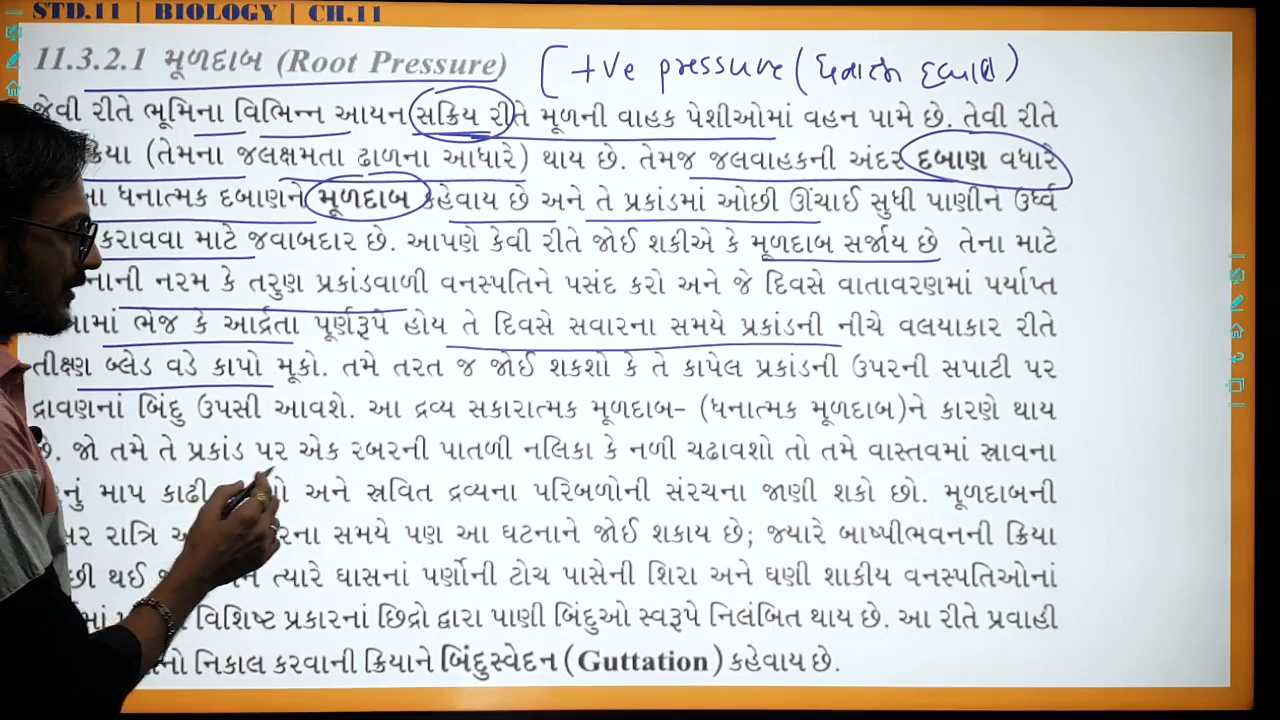 STD.11 | BIOLOGY | CH.11
11.3.2.1 મૂળદાબ (Root Pressure) [+ve pressure (ધનાત્મક દબાણ)
જેવી રીતે ભૂમિના વિભિન્ન આયન સક્રિય રીતે મૂળની વાહક પેશીઓમાં વહન પામે છે. તેવી રીતે
(તેમના જલક્ષમતા ઢાળના આધારે) થાય છે. તેમજ જલવાહકની અંદર દબાણ વધારે
ધનાત્મક દબાણને મૂળદાબ કહેવાય છે અને તે પ્રકાંડમાં ઓછી ઊંચાઈ સુધી પાણીને ઉર્ધ્વ
કરાવવા માટે જવાબદાર છે. આપણે કેવી રીતે જોઈ શકીએ કે મૂળદાબ સર્જાય છે તેના માટે
નરમ કે તરુણ પ્રકાંડવાળી વનસ્પતિને પસંદ કરો અને જે દિવસે વાતાવરણમાં પર્યાપ્ત
ભેજ કે આર્દ્રતા પૂર્ણરૂપે હોય તે દિવસે સવારના સમયે પ્રકાંડની નીચે વલયાકાર રીતે
તીક્ષ્ણ બ્લેડ વડે કાપો મૂકો. તમે તરત જ જોઈ શકશો કે તે કાપેલ પ્રકાંડની ઉપરની સપાટી પર
દ્રાવણનાં બિંદુ ઉપસી આવશે. આ દ્રવ્ય સકારાત્મક મૂળદાબ- (ધનાત્મક મૂળદાબ)ને કારણે થાય
છે. જો તમે તે પ્રકાંડ પર એક રબરની પાતળી નલિકા કે નળી ચઢાવશો તો તમે વાસ્તવમાં સ્રાવના
માપ કાઢી અને સ્રવિત દ્રવ્યના પરિબળોની સંરચના જાણી શકો છો. મૂળદાબની
રાત્રિ સમયે પણ આ ઘટનાને જોઈ શકાય છે; જ્યારે બાષ્પીભવનની ક્રિયા
થઈ ત્યારે ઘાસનાં પર્ણોની ટોચ પાસેની શિરા અને ઘણી શાકીય વનસ્પતિઓનાં
વિશિષ્ટ પ્રકારનાં છિદ્રો દ્વારા પાણી બિંદુઓ સ્વરૂપે નિલંબિત થાય છે. આ રીતે પ્રવાહી
નિકાલ કરવાની ક્રિયાને બિંદુસ્વેદન (Guttation) કહેવાય છે.